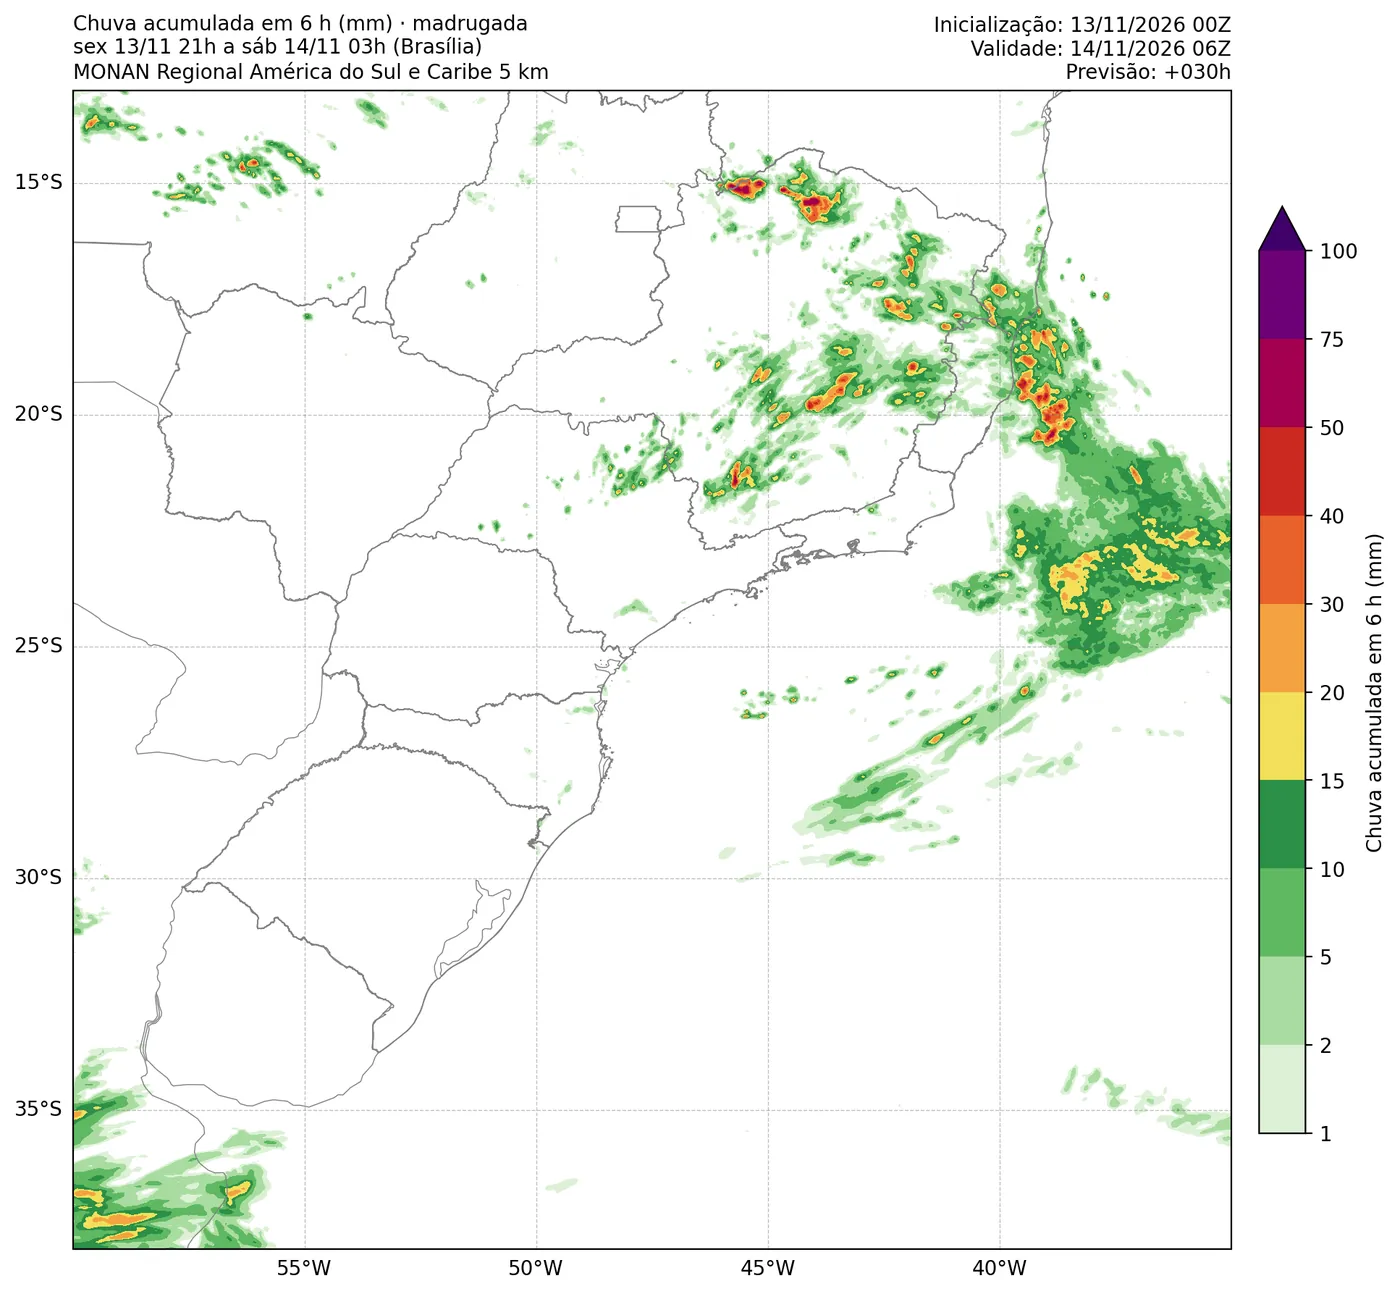 Chuva acumulada em 6 h (mm) · madrugada
sex 13/11 21h a sáb 14/11 03h (Brasília)
MONAN Regional América do Sul e Caribe 5 km
Inicialização: 13/11/2026 00Z
Validade: 14/11/2026 06Z
Previsão: +030h
15°S
20°S
25°S
30°S
35°S
55°W
50°W
45°W
40°W
100
75
50
40
30
20
15
10
5
2
1
Chuva acumulada em 6 h (mm)